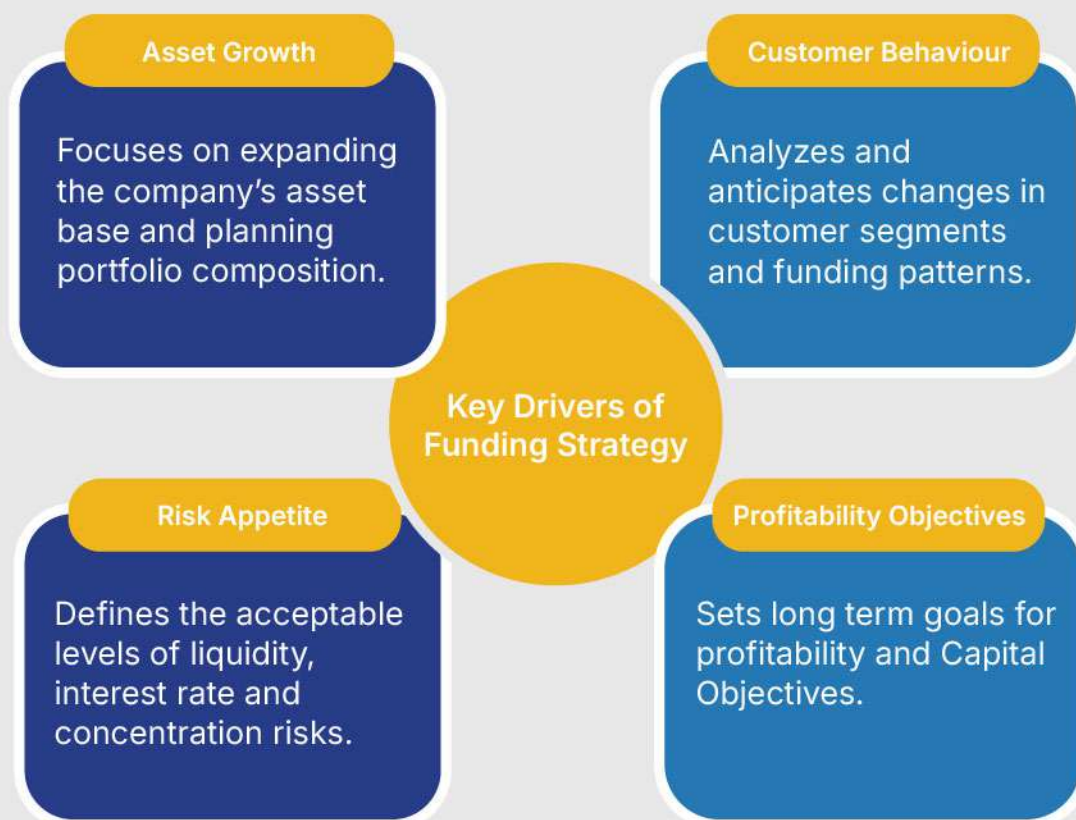 Asset Growth
Focuses on expanding
the company’s asset
base and planning
portfolio composition.
Customer Behaviour
Analyzes and
anticipates changes in
customer segments
and funding patterns.
Key Drivers of
Funding Strategy
Risk Appetite
Defines the acceptable
levels of liquidity,
interest rate and
concentration risks.
Profitability Objectives
Sets long term goals for
profitability and Capital
Objectives.